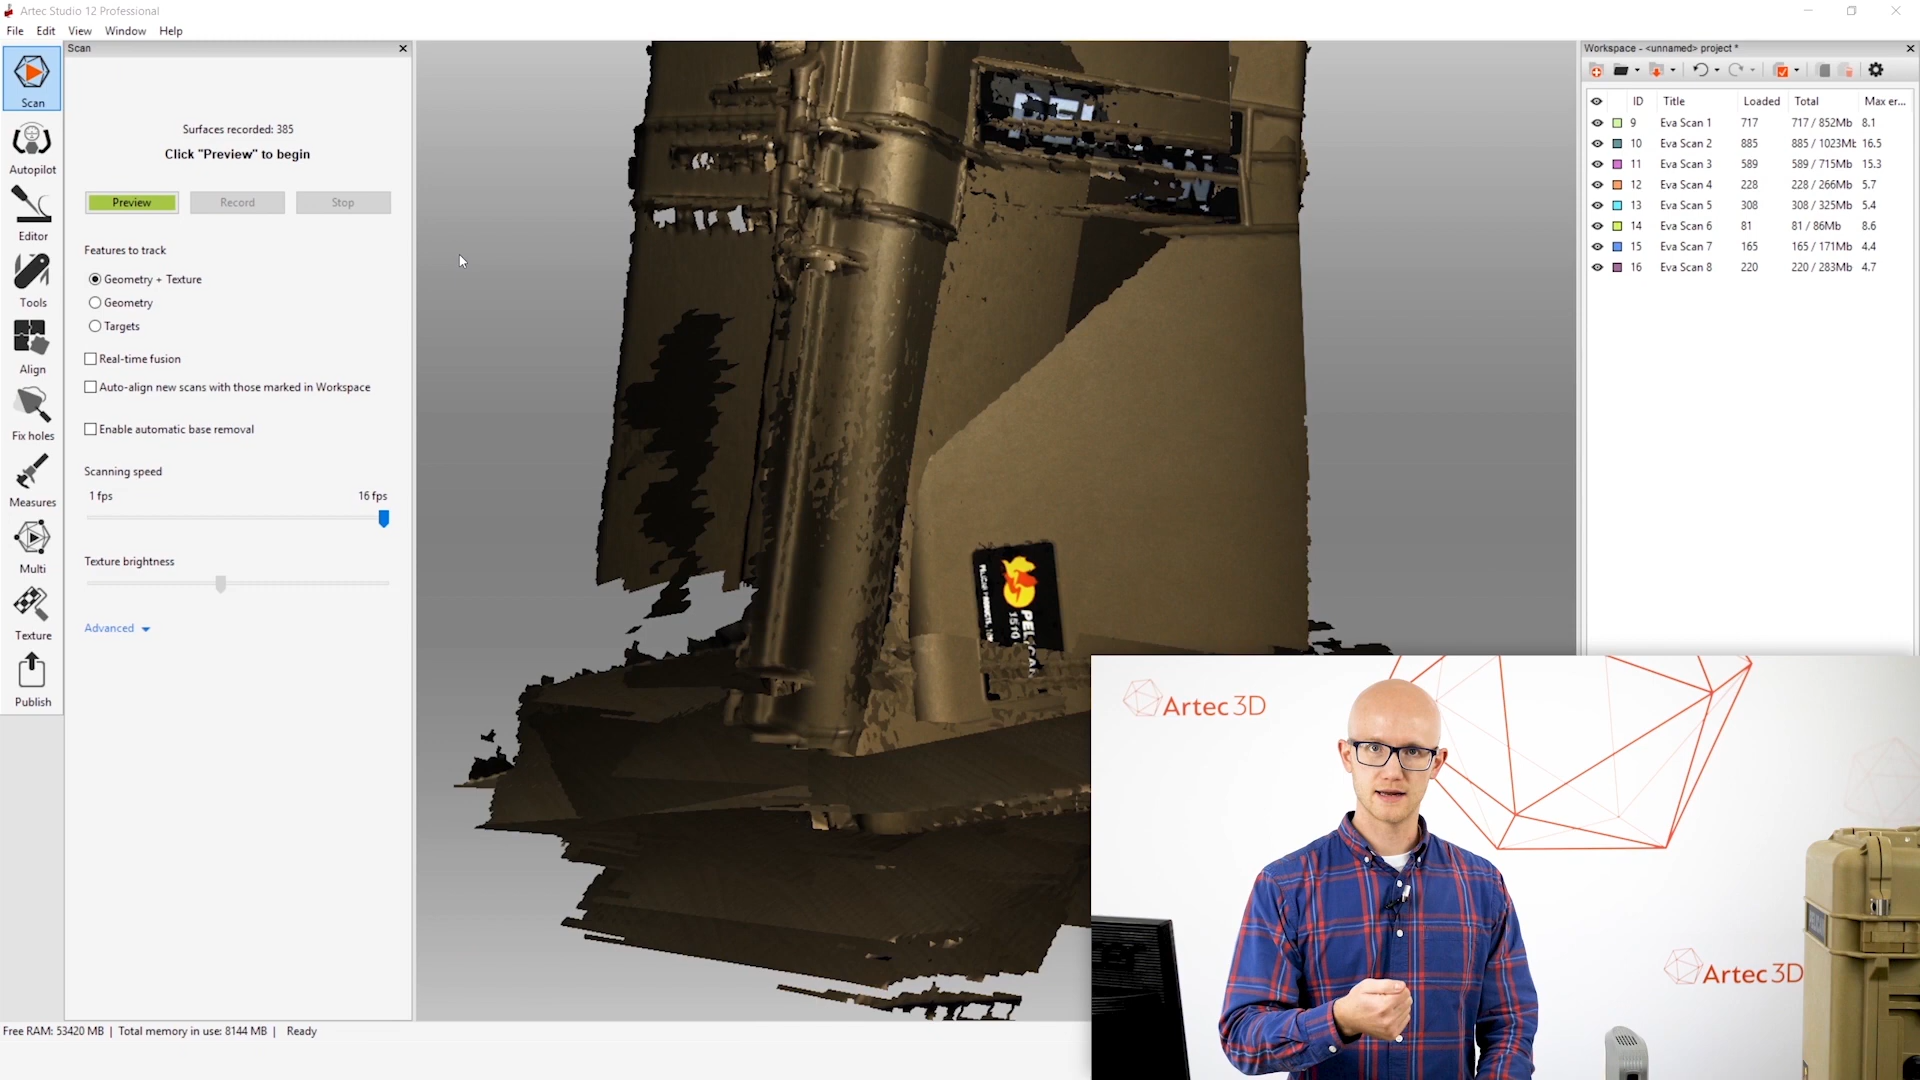 Artec Studio 12 Professional
File Edit View Window Help
Scan
Surfaces recorded: 385
Click "Preview" to begin
Preview Record Stop
Features to track
Geometry + Texture
Geometry
Targets
Real-time fusion
Auto-align new scans with those marked in Workspace
Enable automatic base removal
Scanning speed
1 fps 16 fps
Texture brightness
Advanced
Scan
Autopilot
Editor
Tools
Align
Fix holes
Measures
Multi
Texture
Publish
Workspace - <unnamed> project *
ID Title Loaded Total Max er...
9 Eva Scan 1 717 717 / 852Mb 8.1
10 Eva Scan 2 885 885 / 1023Mb 16.5
11 Eva Scan 3 589 589 / 715Mb 15.3
12 Eva Scan 4 228 228 / 266Mb 5.7
13 Eva Scan 5 308 308 / 325Mb 5.4
14 Eva Scan 6 81 81 / 86Mb 8.6
15 Eva Scan 7 165 165 / 171Mb 4.4
16 Eva Scan 8 220 220 / 283Mb 4.7
PELICAN
1510
Artec 3D
Artec 3D
Free RAM: 53420 MB | Total memory in use: 8144 MB | Ready